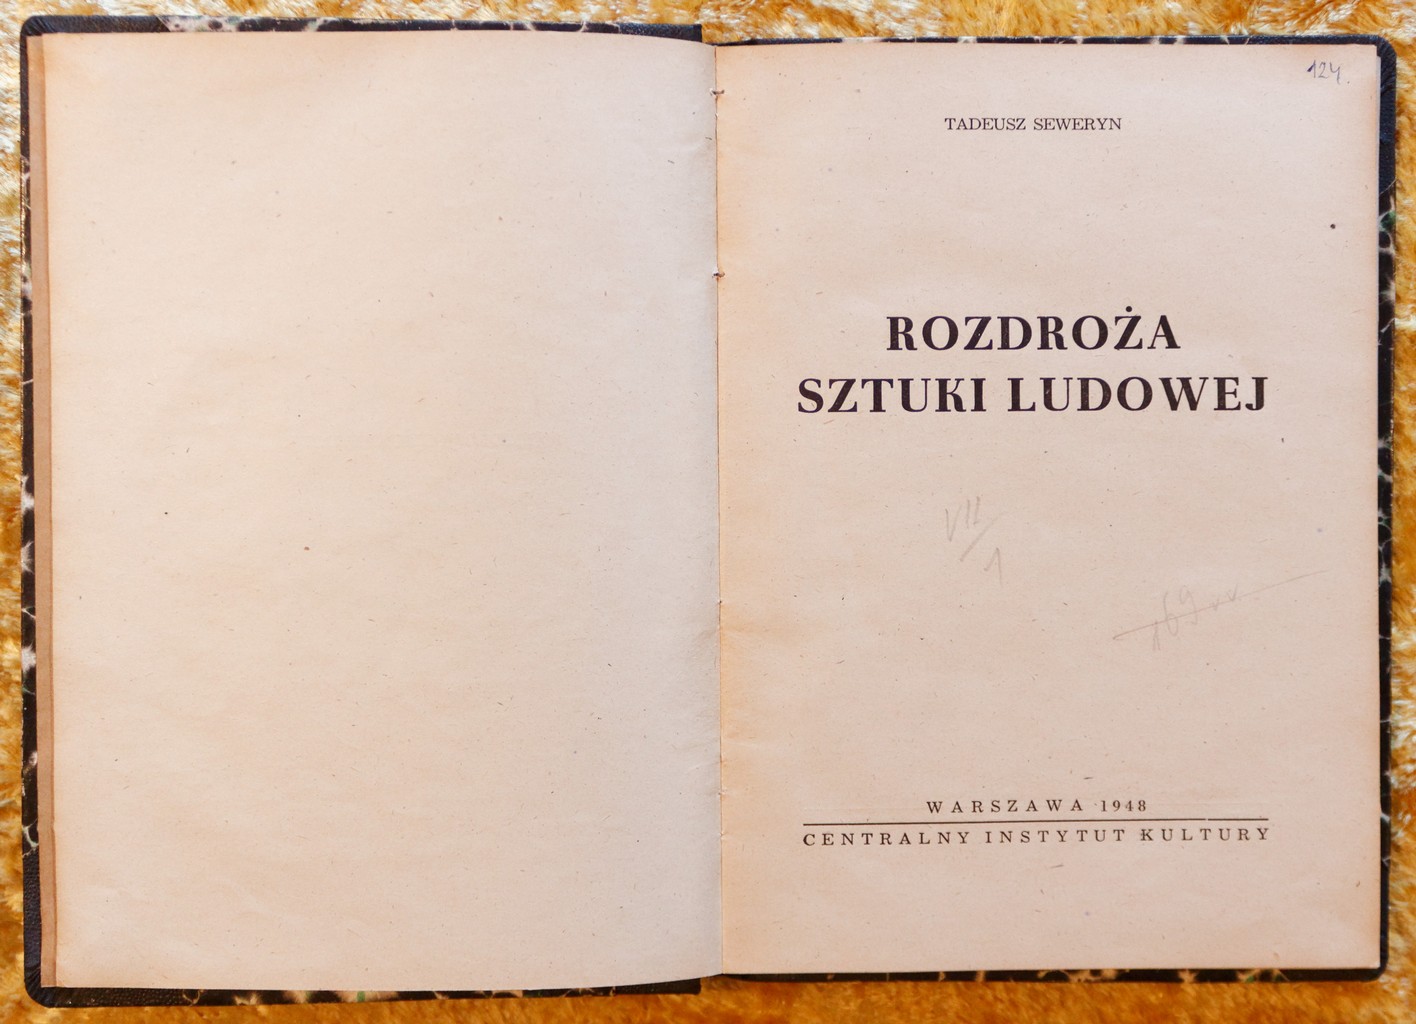 124.
TADEUSZ SEWERYN
ROZDROŻA
SZTUKI LUDOWEJ
VII/1
WARSZAWA 1948
CENTRALNY INSTYTUT KULTURY